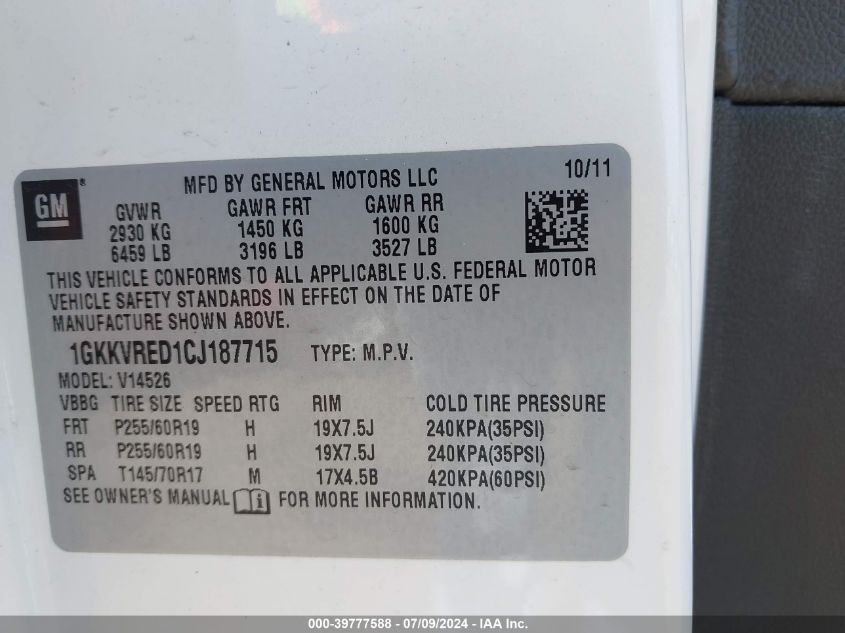 GM®
MFD BY GENERAL MOTORS LLC 10/11
GVWR GAWR FRT GAWR RR
2930 KG 1450 KG 1600 KG
6459 LB 3196 LB 3527 LB
THIS VEHICLE CONFORMS TO ALL APPLICABLE U.S. FEDERAL MOTOR
VEHICLE SAFETY STANDARDS IN EFFECT ON THE DATE OF
MANUFACTURE SHOWN ABOVE.
1GKKVRED1CJ187715 TYPE: M.P.V.
MODEL: V14526
VBBG TIRE SIZE SPEED RTG RIM COLD TIRE PRESSURE
FRT P255/60R19 H 19X7.5J 240KPA(35PSI)
RR P255/60R19 H 19X7.5J 240KPA(35PSI)
SPA T145/70R17 M 17X4.5B 420KPA(60PSI)
SEE OWNER'S MANUAL i FOR MORE INFORMATION.
000-39777588 / 07/09/2024 - IAA Inc.